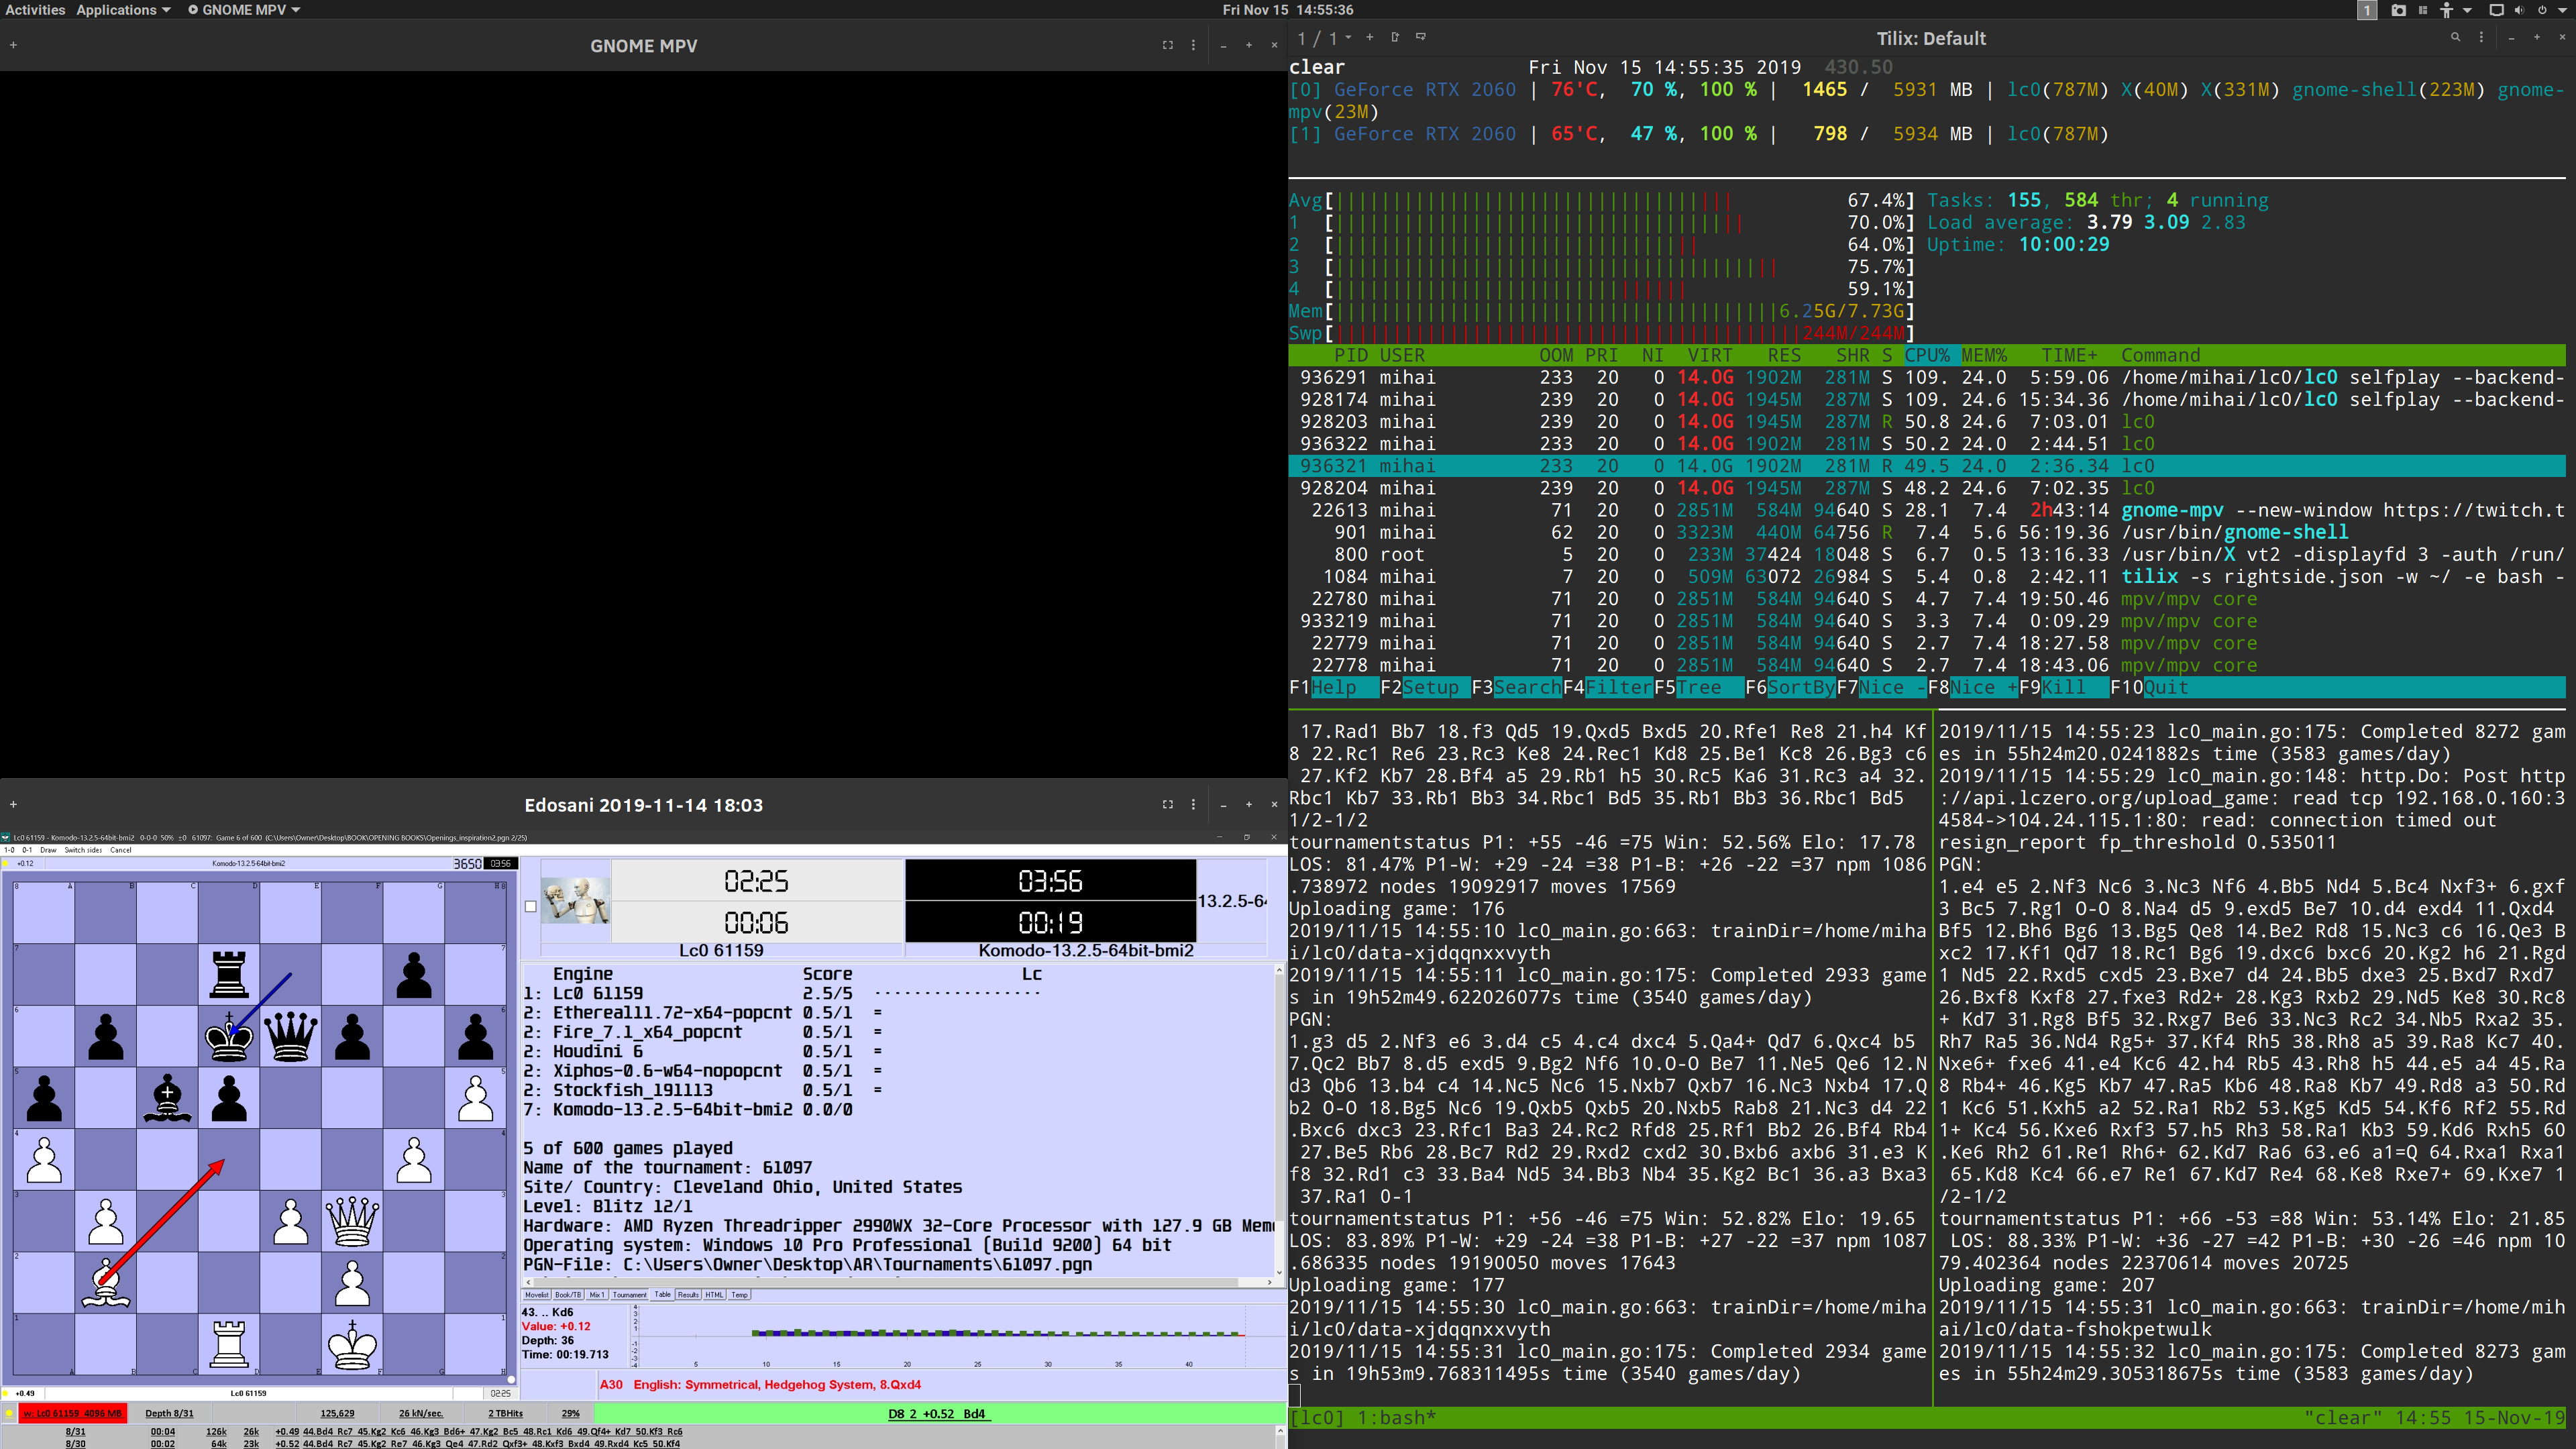 Activities Applications GNOME MPV Fri Nov 15 14:55:36 1
GNOME MPV
1 / 1 Tilix: Default
clear Fri Nov 15 14:55:35 2019 430.50
[0] GeForce RTX 2060 | 76'C, 70 %, 100 % | 1465 / 5931 MB | lc0(787M) X(40M) X(331M) gnome-shell(223M) gnome-
mpv(23M)
[1] GeForce RTX 2060 | 65'C, 47 %, 100 % | 798 / 5934 MB | lc0(787M)
Avg[ 67.4%] Tasks: 155, 584 thr; 4 running
1 [ 70.0%] Load average: 3.79 3.09 2.83
2 [ 64.0%] Uptime: 10:00:29
3 [ 75.7%]
4 [ 59.1%]
Mem[ 6.25G/7.73G]
Swp[ 244M/244M]
PID USER OOM PRI NI VIRT RES SHR S CPU% MEM% TIME+ Command
936291 mihai 233 20 0 14.0G 1902M 281M S 109. 24.0 5:59.06 /home/mihai/lc0/lc0 selfplay --backend-
928174 mihai 239 20 0 14.0G 1945M 287M S 109. 24.6 15:34.36 /home/mihai/lc0/lc0 selfplay --backend-
928203 mihai 239 20 0 14.0G 1945M 287M R 50.8 24.6 7:03.01 lc0
936322 mihai 233 20 0 14.0G 1902M 281M S 50.2 24.0 2:44.51 lc0
936321 mihai 233 20 0 14.0G 1902M 281M R 49.5 24.0 2:36.34 lc0
928204 mihai 239 20 0 14.0G 1945M 287M S 48.2 24.6 7:02.35 lc0
22613 mihai 71 20 0 2851M 584M 94640 S 28.1 7.4 2h43:14 gnome-mpv --new-window https://twitch.t
901 mihai 62 20 0 3323M 440M 64756 R 7.4 5.6 56:19.36 /usr/bin/gnome-shell
800 root 5 20 0 233M 37424 18048 S 6.7 0.5 13:16.33 /usr/bin/X vt2 -displayfd 3 -auth /run/
1084 mihai 7 20 0 509M 63072 26984 S 5.4 0.8 2:42.11 tilix -s rightside.json -w ~/ -e bash -
22780 mihai 71 20 0 2851M 584M 94640 S 4.7 7.4 19:50.46 mpv/mpv core
933219 mihai 71 20 0 2851M 584M 94640 S 3.3 7.4 0:09.29 mpv/mpv core
22779 mihai 71 20 0 2851M 584M 94640 S 2.7 7.4 18:27.58 mpv/mpv core
22778 mihai 71 20 0 2851M 584M 94640 S 2.7 7.4 18:43.06 mpv/mpv core
F1Help F2Setup F3SearchF4FilterF5Tree F6SortByF7Nice -F8Nice +F9Kill F10Quit
17.Rad1 Bb7 18.f3 Qd5 19.Qxd5 Bxd5 20.Rfe1 Re8 21.h4 Kf
8 22.Rc1 Re6 23.Rc3 Ke8 24.Rec1 Kd8 25.Be1 Kc8 26.Bg3 c6
27.Kf2 Kb7 28.Bf4 a5 29.Rb1 h5 30.Rc5 Ka6 31.Rc3 a4 32.
Rbc1 Kb7 33.Rb1 Bb3 34.Rbc1 Bd5 35.Rb1 Bb3 36.Rbc1 Bd5
1/2-1/2
tournamentstatus P1: +55 -46 =75 Win: 52.56% Elo: 17.78
LOS: 81.47% P1-W: +29 -24 =38 P1-B: +26 -22 =37 npm 1086
.738972 nodes 19092917 moves 17569
Uploading game: 176
2019/11/15 14:55:10 lc0_main.go:663: trainDir=/home/miha
i/lc0/data-xjdqqnxxvyth
2019/11/15 14:55:11 lc0_main.go:175: Completed 2933 game
s in 19h52m49.622026077s time (3540 games/day)
PGN:
1.g3 d5 2.Nf3 e6 3.d4 c5 4.c4 dxc4 5.Qa4+ Qd7 6.Qxc4 b5
7.Qc2 Bb7 8.d5 exd5 9.Bg2 Nf6 10.O-O Be7 11.Ne5 Qe6 12.N
d3 Qb6 13.b4 c4 14.Nc5 Nc6 15.Nxb7 Qxb7 16.Nc3 Nxb4 17.Q
b2 O-O 18.Bg5 Nc6 19.Qxb5 Qxb5 20.Nxb5 Rab8 21.Nc3 d4 22
.Bxc6 dxc3 23.Rfc1 Ba3 24.Rc2 Rfd8 25.Rf1 Bb2 26.Bf4 Rb4
27.Be5 Rb6 28.Bc7 Rd2 29.Rxd2 cxd2 30.Bxb6 axb6 31.e3 K
f8 32.Rd1 c3 33.Ba4 Nd5 34.Bb3 Nb4 35.Kg2 Bc1 36.a3 Bxa3
37.Ra1 0-1
tournamentstatus P1: +56 -46 =75 Win: 52.82% Elo: 19.65
LOS: 83.89% P1-W: +29 -24 =38 P1-B: +27 -22 =37 npm 1087
.686335 nodes 19190050 moves 17643
Uploading game: 177
2019/11/15 14:55:30 lc0_main.go:663: trainDir=/home/miha
i/lc0/data-xjdqqnxxvyth
2019/11/15 14:55:31 lc0_main.go:175: Completed 2934 game
s in 19h53m9.768311495s time (3540 games/day)
2019/11/15 14:55:23 lc0_main.go:175: Completed 8272 gam
es in 55h24m20.0241882s time (3583 games/day)
2019/11/15 14:55:29 lc0_main.go:148: http.Do: Post http
://api.lczero.org/upload_game: read tcp 192.168.0.160:3
4584->104.24.115.1:80: read: connection timed out
resign_report fp_threshold 0.535011
PGN:
1.e4 e5 2.Nf3 Nc6 3.Nc3 Nf6 4.Bb5 Nd4 5.Bc4 Nxf3+ 6.gxf
3 Bc5 7.Rg1 O-O 8.Na4 d5 9.exd5 Be7 10.d4 exd4 11.Qxd4
Bf5 12.Bh6 Bg6 13.Bg5 Qe8 14.Be2 Rd8 15.Nc3 c6 16.Qe3 B
xc2 17.Kf1 Qd7 18.Rc1 Bg6 19.dxc6 bxc6 20.Kg2 h6 21.Rgd
1 Nd5 22.Rxd5 cxd5 23.Bxe7 d4 24.Bb5 dxe3 25.Bxd7 Rxd7
26.Bxf8 Kxf8 27.fxe3 Rd2+ 28.Kg3 Rxb2 29.Nd5 Ke8 30.Rc8
+ Kd7 31.Rg8 Bf5 32.Rxg7 Be6 33.Nc3 Rc2 34.Nb5 Rxa2 35.
Rh7 Ra5 36.Nd4 Rg5+ 37.Kf4 Rh5 38.Rh8 a5 39.Ra8 Kc7 40.
Nxe6+ fxe6 41.e4 Kc6 42.h4 Rb5 43.Rh8 h5 44.e5 a4 45.Ra
8 Rb4+ 46.Kg5 Kb7 47.Ra5 Kb6 48.Ra8 Kb7 49.Rd8 a3 50.Rd
1 Kc6 51.Kxh5 a2 52.Ra1 Rb2 53.Kg5 Kd5 54.Kf6 Rf2 55.Rd
1+ Kc4 56.Kxe6 Rxf3 57.h5 Rh3 58.Ra1 Kb3 59.Kd6 Rxh5 60
.Ke6 Rh2 61.Re1 Rh6+ 62.Kd7 Ra6 63.e6 a1=Q 64.Rxa1 Rxa1
65.Kd8 Kc4 66.e7 Re1 67.Kd7 Re4 68.Ke8 Rxe7+ 69.Kxe7 1
/2-1/2
tournamentstatus P1: +66 -53 =88 Win: 53.14% Elo: 21.85
LOS: 88.33% P1-W: +36 -27 =42 P1-B: +30 -26 =46 npm 10
79.402364 nodes 22370614 moves 20725
Uploading game: 207
2019/11/15 14:55:31 lc0_main.go:663: trainDir=/home/mih
ai/lc0/data-fshokpetwulk
2019/11/15 14:55:32 lc0_main.go:175: Completed 8273 gam
es in 55h24m29.305318675s time (3583 games/day)
[lc0] 1:bash* "clear" 14:55 15-Nov-19
Edosani 2019-11-14 18:03
Lc0 61159 - Komodo-13.2.5-64bit-bmi2 0-0-0 50% ±0 61097: Game 6 of 600 (C:\Users\Owner\Desktop\BOOK\OPENING BOOKS\Openings_inspiration2.pgn 2/25)
1-0 0-1 Draw Switch sides Cancel
+0.12 Komodo-13.2.5-64bit-bmi2 3650 03:56
8 A B C D E F G H 8
7 7
6 6
5 5
4 4
3 3
2 2
1 A B C D E F G H 1
+0.49 Lc0 61159 02:25
02:25 03:56
00:06 00:19
13.2.5-6
Lc0 61159 Komodo-13.2.5-64bit-bmi2
Engine Score Lc
1: Lc0 61159 2.5/5 · · · · · · · · · · · · · · · · ·
2: Ethereal11.72-x64-popcnt 0.5/1 =
2: Fire_7.1_x64_popcnt 0.5/1 =
2: Houdini 6 0.5/1 =
2: Xiphos-0.6-w64-nopopcnt 0.5/1 =
2: Stockfish_191113 0.5/1 =
7: Komodo-13.2.5-64bit-bmi2 0.0/0
5 of 600 games played
Name of the tournament: 61097
Site/ Country: Cleveland Ohio, United States
Level: Blitz 12/1
Hardware: AMD Ryzen Threadripper 2990WX 32-Core Processor with 127.9 GB Mem
Operating system: Windows 10 Pro Professional (Build 9200) 64 bit
PGN-File: C:\Users\Owner\Desktop\AR\Tournaments\61097.pgn
Movelist Book/TB Mix 1 Tournament Table Results HTML Temp
43. .. Kd6
Value: +0.12
Depth: 36
Time: 00:19.713
4 3 2 1 -1 -2 -3 -4
5 10 15 20 25 30 35 40
A30 English: Symmetrical, Hedgehog System, 8.Qxd4
w: Lc0 61159, 4096 MB Depth 8/31 125,629 26 kN/sec. 2 TBHits 29% D8 2 +0.52 Bd4
8/31 00:04 126k 26k +0.49 44.Bd4 Rc7 45.Kg2 Kc6 46.Kg3 Bd6+ 47.Kg2 Bc5 48.Rc1 Kd6 49.Qf4+ Kd7 50.Kf3 Rc6
8/30 00:02 64k 23k +0.52 44.Bd4 Rc7 45.Kg2 Re7 46.Kg3 Qe4 47.Rd2 Qxf3+ 48.Kxf3 Bxd4 49.Rxd4 Kc5 50.Kf4